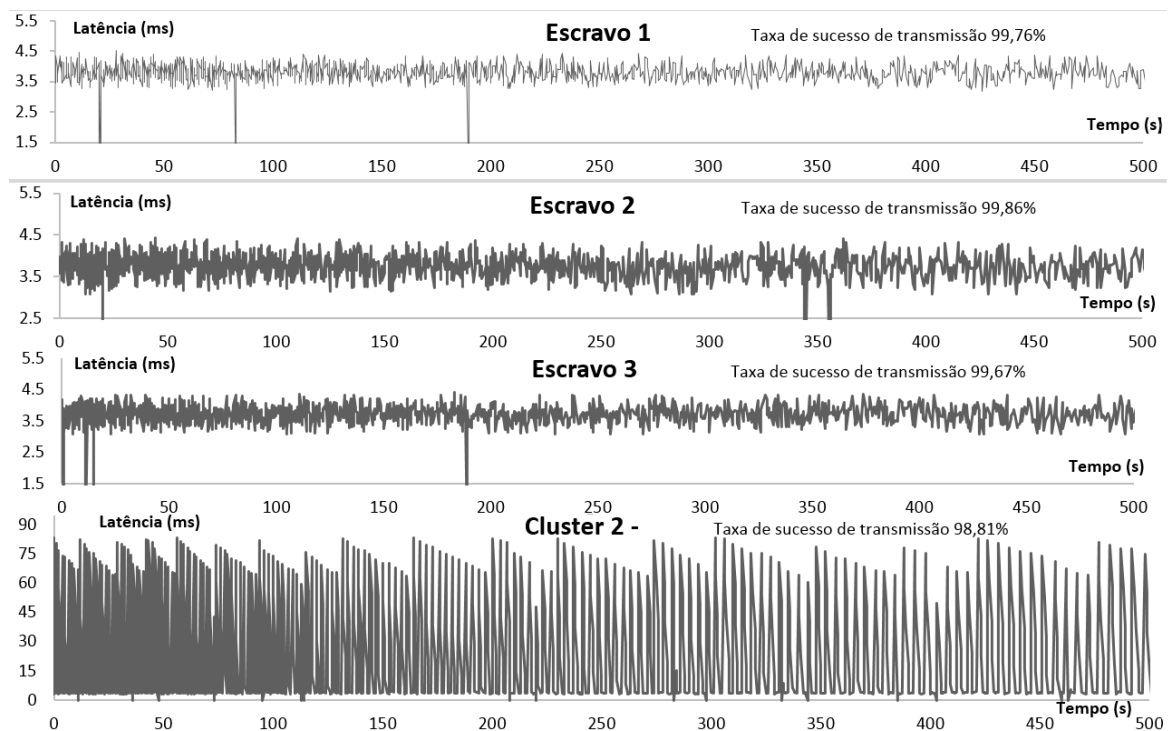 Latência (ms)
Escravo 1
Taxa de sucesso de transmissão 99,76%
5.5
4.5
3.5
2.5
1.5
Tempo (s)
0 50 100 150 200 250 300 350 400 450 500
Latência (ms)
Escravo 2
Taxa de sucesso de transmissão 99,86%
5.5
4.5
3.5
2.5
Tempo (s)
0 50 100 150 200 250 300 350 400 450 500
Latência (ms)
Escravo 3
Taxa de sucesso de transmissão 99,67%
5.5
4.5
3.5
2.5
1.5
Tempo (s)
0 50 100 150 200 250 300 350 400 450 500
Latência (ms)
Cluster 2 -
Taxa de sucesso de transmissão 98,81%
90
75
60
45
30
15
0
Tempo (s)
0 50 100 150 200 250 300 350 400 450 500